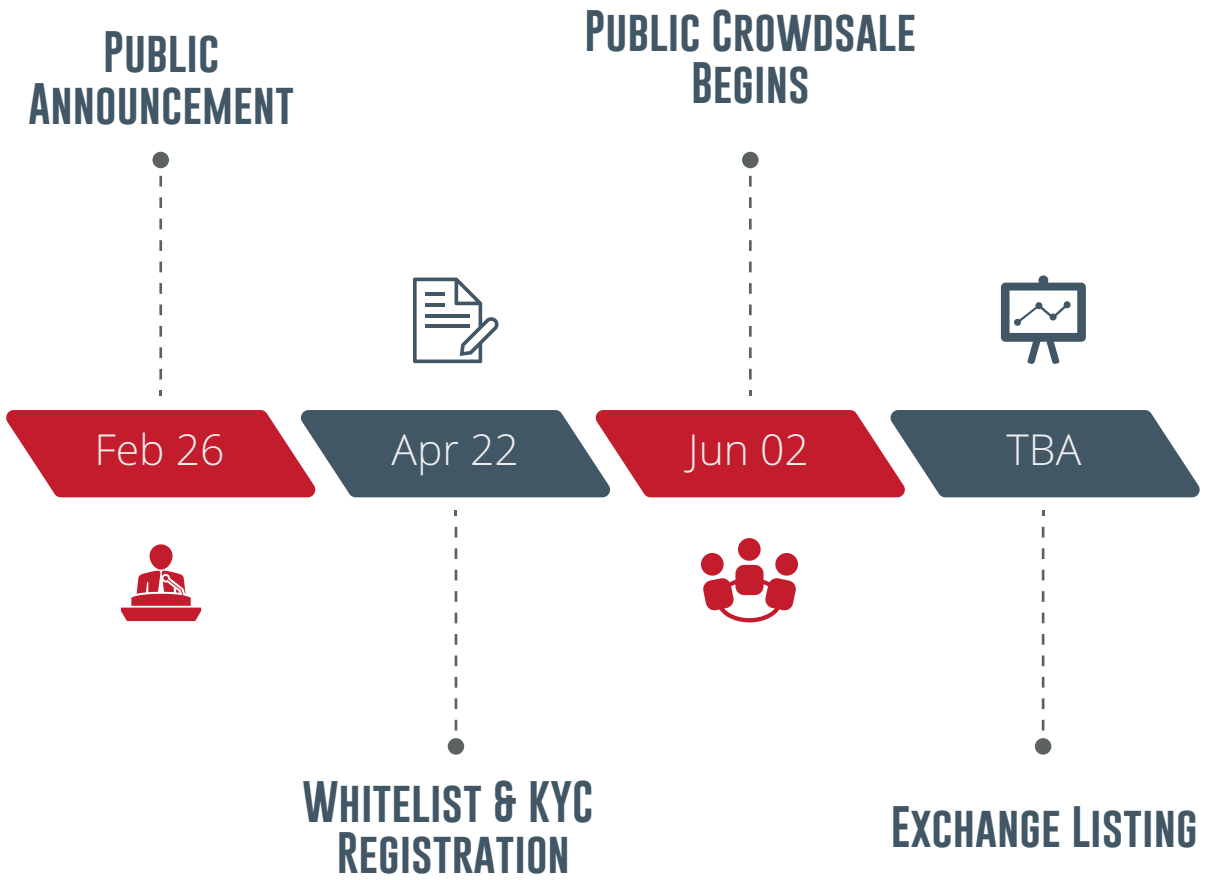 PUBLIC
ANNOUNCEMENT
PUBLIC CROWDSALE
BEGINS
Feb 26
Apr 22
Jun 02
TBA
WHITELIST & KYC
REGISTRATION
EXCHANGE LISTING